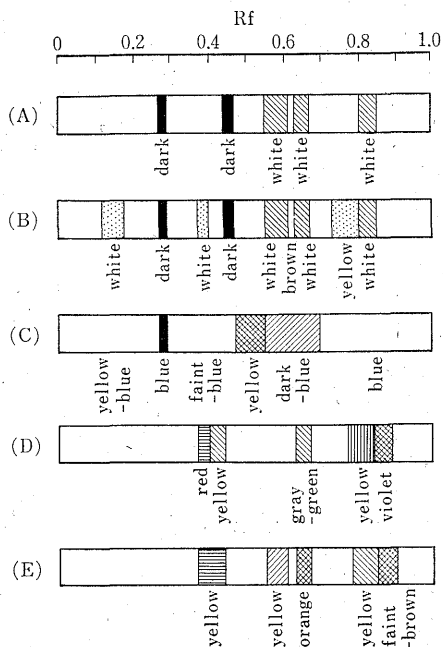 Rf
0 0.2 0.4 0.6 0.8 1.0
(A)
dark dark white white white
(B)
white dark white dark white brown white yellow white
(C)
yellow -blue blue faint -blue yellow dark -blue blue
(D)
red yellow gray -green yellow violet
(E)
yellow yellow orange yellow faint -brown